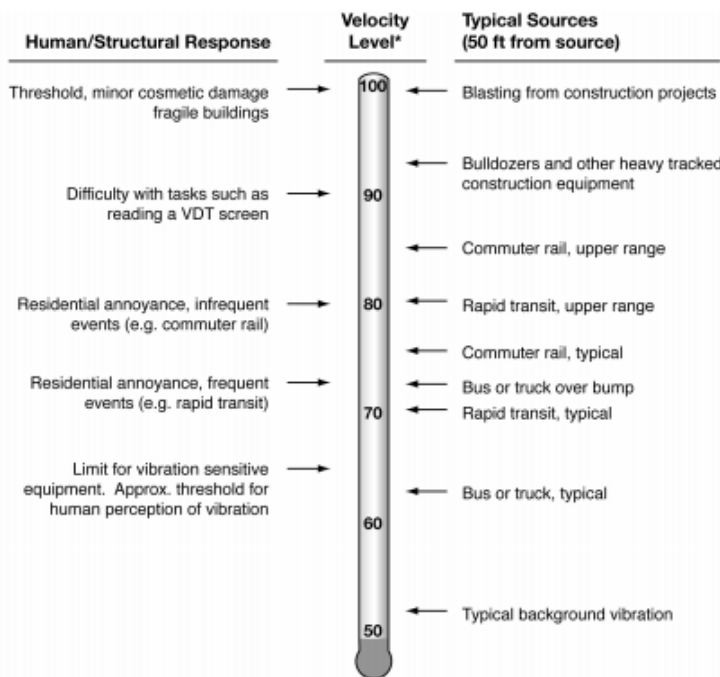 Human/Structural Response
Velocity
Level*
Typical Sources
(50 ft from source)
Threshold, minor cosmetic damage
fragile buildings
100
Blasting from construction projects
Bulldozers and other heavy tracked
construction equipment
Difficulty with tasks such as
reading a VDT screen
90
Commuter rail, upper range
Residential annoyance, infrequent
events (e.g. commuter rail)
80
Rapid transit, upper range
Commuter rail, typical
Residential annoyance, frequent
events (e.g. rapid transit)
Bus or truck over bump
70
Rapid transit, typical
Limit for vibration sensitive
equipment. Approx. threshold for
human perception of vibration
Bus or truck, typical
60
Typical background vibration
50